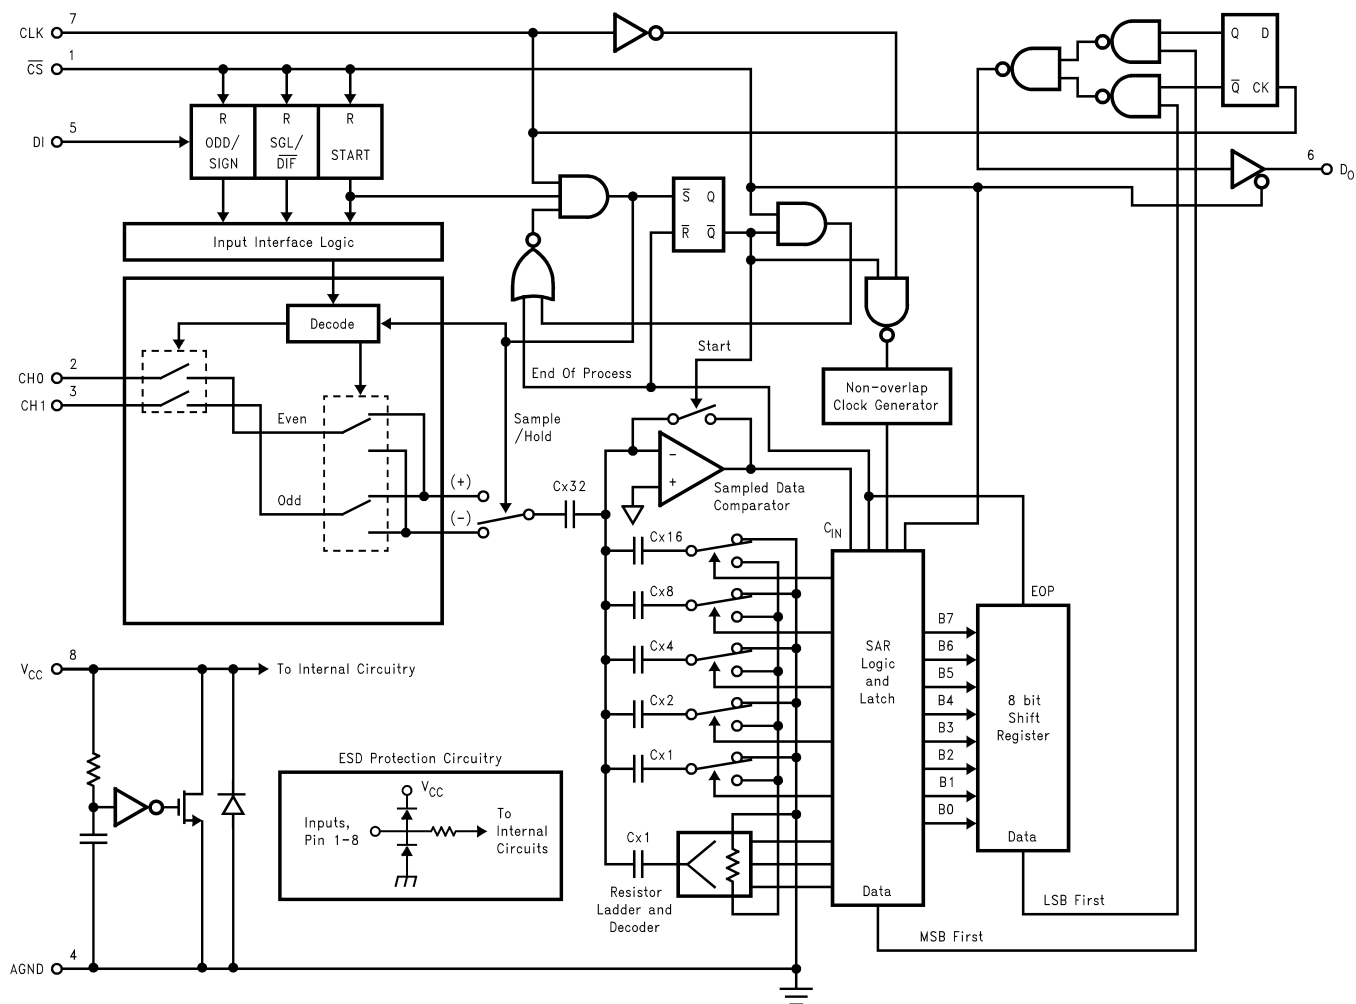 7
CLK
1
C̅S̅
5
DI
R
R
R
ODD/
SIGN
SGL/
D̅I̅F̅
START
Input Interface Logic
Decode
2
CH0
3
CH1
Even
Odd
(+)
(-)
Sample
/Hold
Cx32
S̅ Q
R̅ Q̅
End Of Process
Start
-
+
Sampled Data
Comparator
Non-overlap
Clock Generator
Q D
Q̅ CK
6
DO
CIN
Cx16
Cx8
Cx4
Cx2
Cx1
Cx1
Resistor
Ladder and
Decoder
SAR
Logic
and
Latch
Data
B7
B6
B5
B4
B3
B2
B1
B0
EOP
8 bit
Shift
Register
Data
LSB First
MSB First
8
VCC
To Internal Circuitry
ESD Protection Circuitry
VCC
Inputs,
Pin 1-8
To
Internal
Circuits
4
AGND